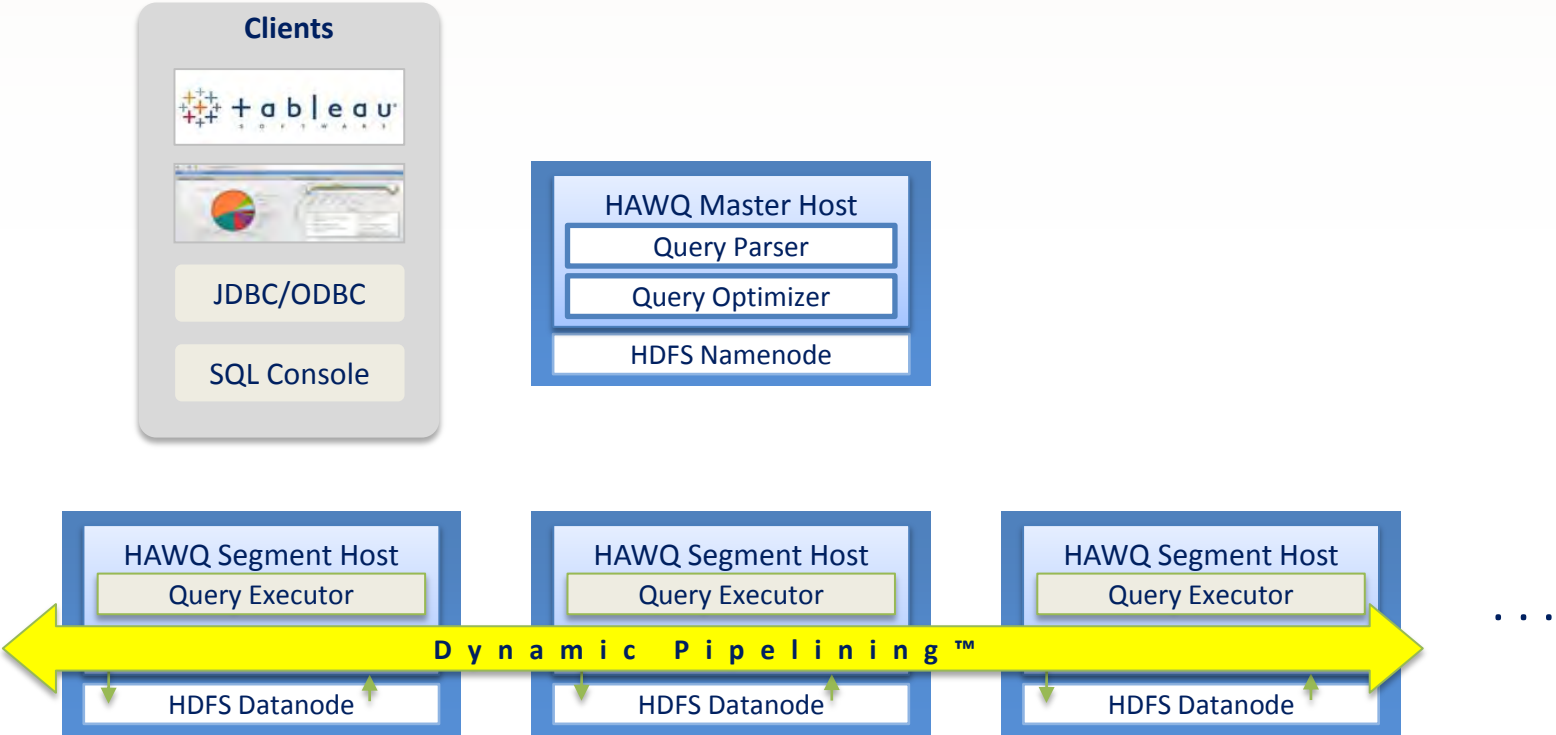 Clients
+ableau
SOFTWARE
JDBC/ODBC
SQL Console
HAWQ Master Host
Query Parser
Query Optimizer
HDFS Namenode
HAWQ Segment Host
Query Executor
HDFS Datanode
HAWQ Segment Host
Query Executor
HDFS Datanode
HAWQ Segment Host
Query Executor
HDFS Datanode
Dynamic Pipelining™
. . .